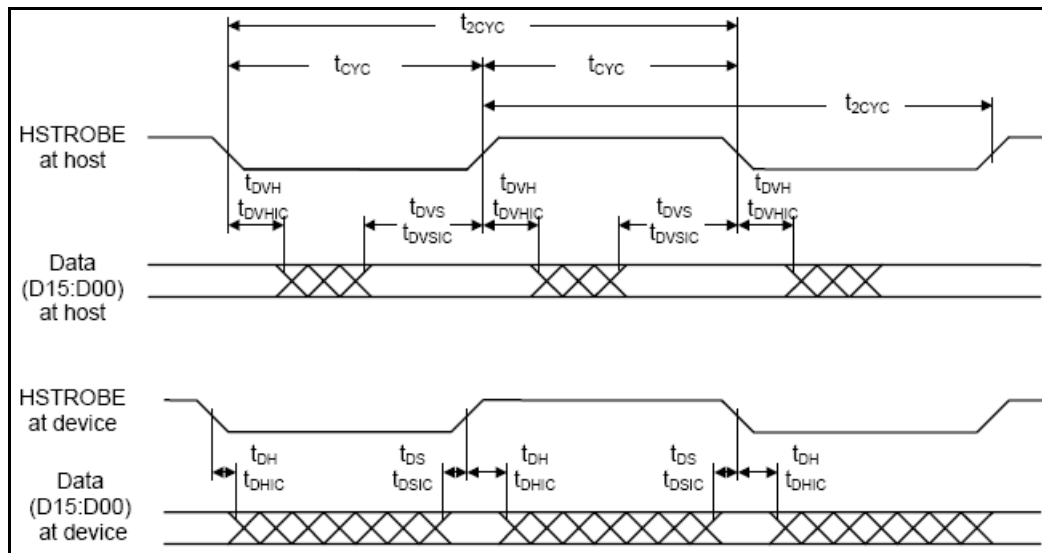 t2CYC
tCYC tCYC
t2CYC
HSTROBE
at host
tDVH tDVH tDVH
tDVHIC tDVS tDVHIC tDVS tDVHIC
tDVSIC tDVSIC
Data
(D15:D00)
at host
HSTROBE
at device
tDH tDS tDH tDS tDH
tDHIC tDSIC tDHIC tDSIC tDHIC
Data
(D15:D00)
at device